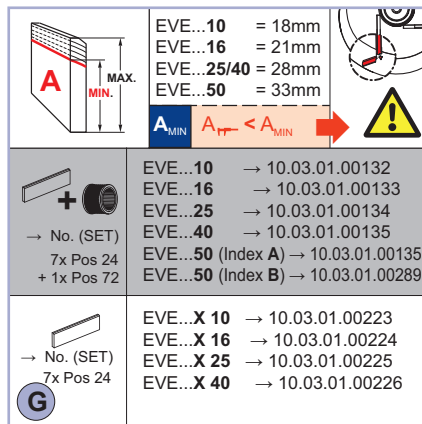 A
MIN.
MAX.
EVE...10 = 18mm
EVE...16 = 21mm
EVE...25/40 = 28mm
EVE...50 = 33mm
AMIN A < AMIN
+
→ No. (SET)
7x Pos 24
+ 1x Pos 72
EVE...10 → 10.03.01.00132
EVE...16 → 10.03.01.00133
EVE...25 → 10.03.01.00134
EVE...40 → 10.03.01.00135
EVE...50 (Index A) → 10.03.01.00135
EVE...50 (Index B) → 10.03.01.00289
→ No. (SET)
7x Pos 24
G
EVE...X 10 → 10.03.01.00223
EVE...X 16 → 10.03.01.00224
EVE...X 25 → 10.03.01.00225
EVE...X 40 → 10.03.01.00226